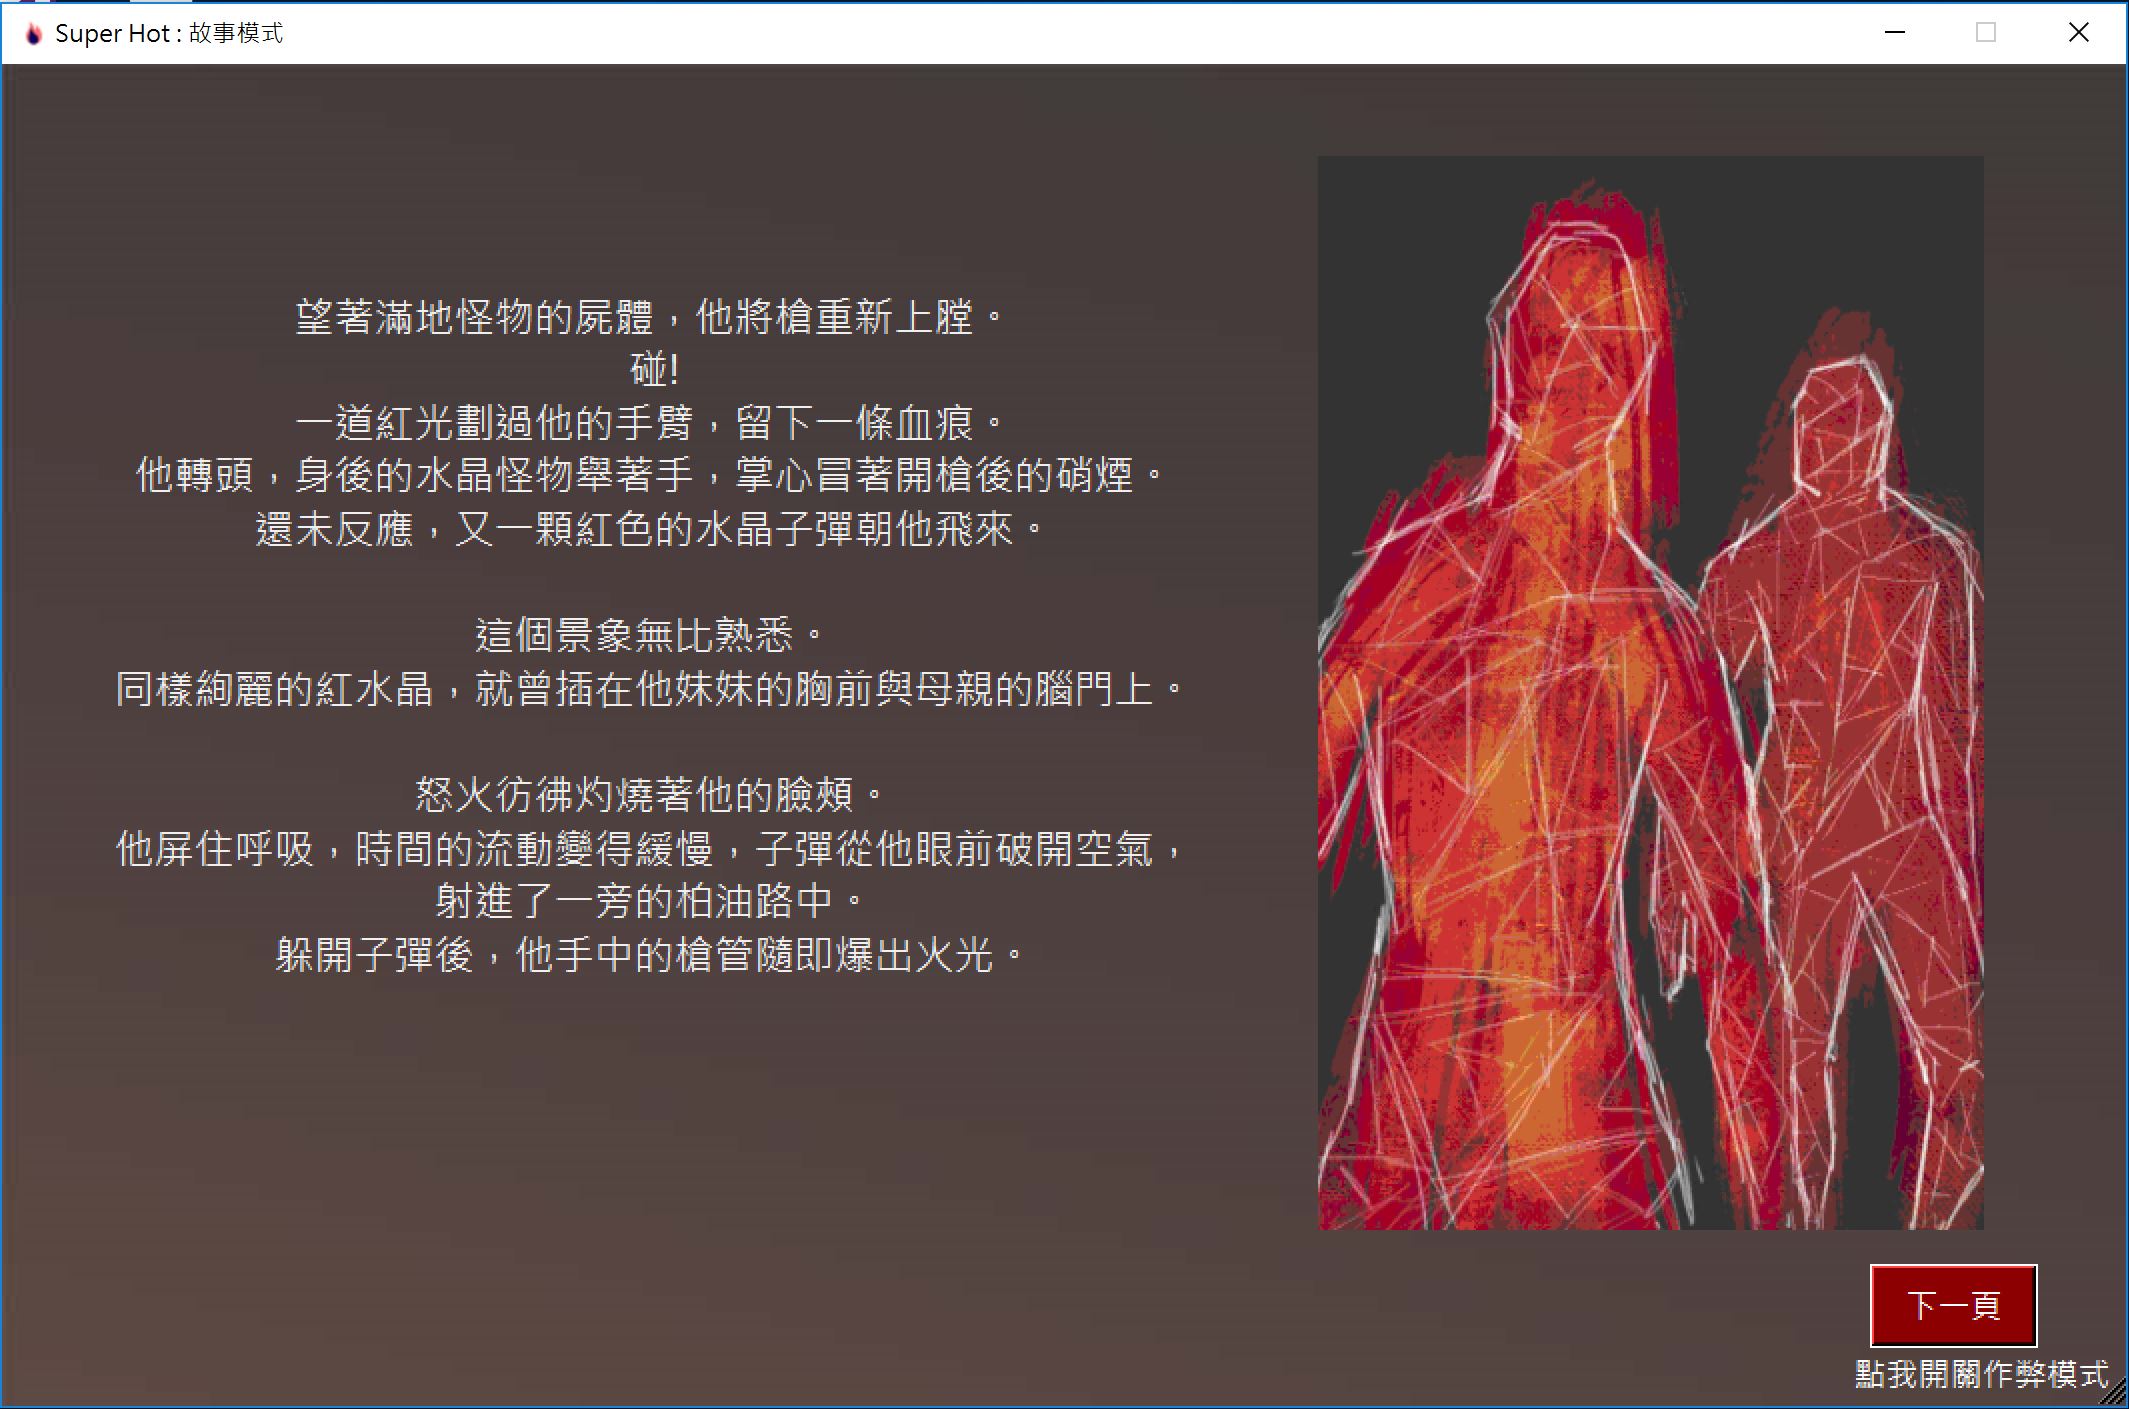 Super Hot : 故事模式
望著滿地怪物的屍體，他將槍重新上膛。
碰!
一道紅光劃過他的手臂，留下一條血痕。
他轉頭，身後的水晶怪物舉著手，掌心冒著開槍後的硝煙。
還未反應，又一顆紅色的水晶子彈朝他飛來。
這個景象無比熟悉。
同樣絢麗的紅水晶，就曾插在他妹妹的胸前與母親的腦門上。
怒火彷彿灼燒著他的臉頰。
他屏住呼吸，時間的流動變得緩慢，子彈從他眼前破開空氣，
射進了一旁的柏油路中。
躲開子彈後，他手中的槍管隨即爆出火光。
下一頁
點我開關作弊模式